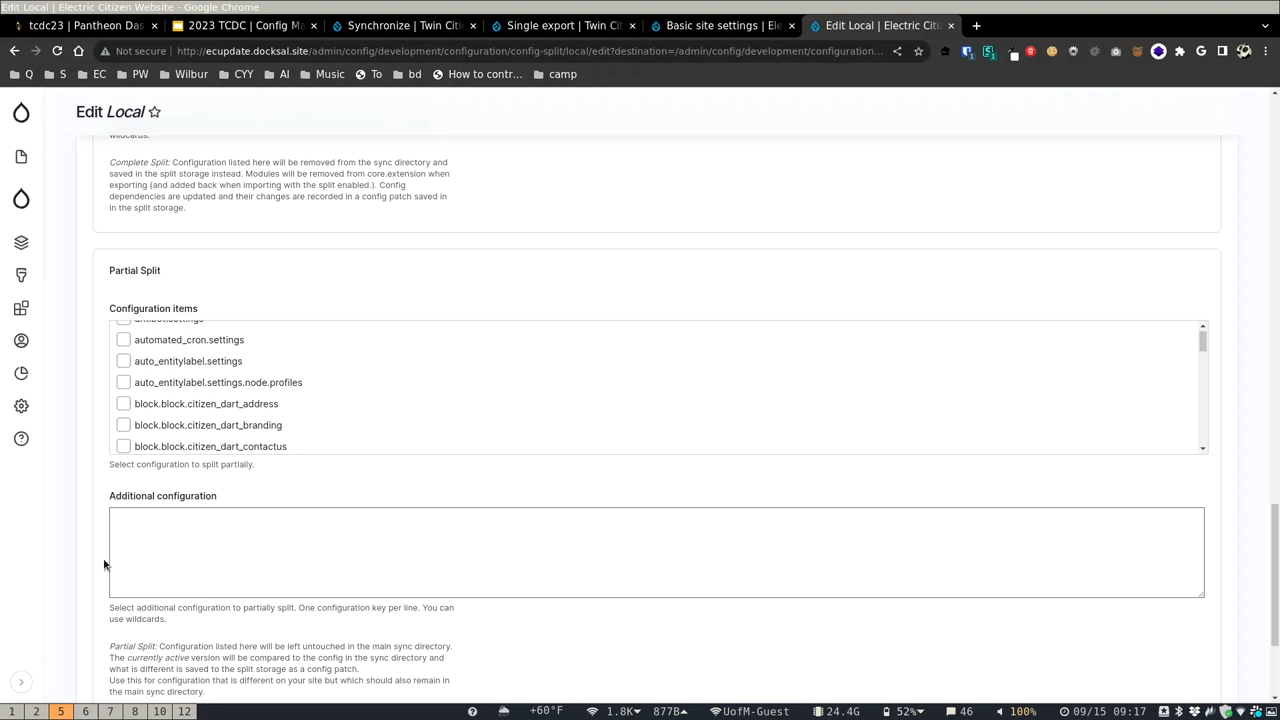 Edit Local | Electric Citizen Website - Google Chrome
tcdc23 | Pantheon Das
2023 TCDC | Config Ma
Synchronize | Twin Citi
Single export | Twin Cit
Basic site settings | Ele
Edit Local | Electric Citi
Not secure
http://ecupdate.docksal.site/admin/config/development/configuration/config-split/local/edit?destination=/admin/config/development/configuration...
Q
S
EC
PW
Wilbur
CYY
AI
Music
To
bd
How to contr...
camp
Edit Local
wildcards.
Complete Split: Configuration listed here will be removed from the sync directory and
saved in the split storage instead. Modules will be removed from core.extension when
exporting (and added back when importing with the split enabled.). Config
dependencies are updated and their changes are recorded in a config patch saved in
in the split storage.
Partial Split
Configuration items
automated_cron.settings
auto_entitylabel.settings
auto_entitylabel.settings.node.profiles
block.block.citizen_dart_address
block.block.citizen_dart_branding
block.block.citizen_dart_contactus
Select configuration to split partially.
Additional configuration
Select additional configuration to partially split. One configuration key per line. You can
use wildcards.
Partial Split: Configuration listed here will be left untouched in the main sync directory.
The currently active version will be compared to the config in the sync directory and
what is different is saved to the split storage as a config patch.
Use this for configuration that is different on your site but which should also remain in
the main sync directory.
1 2 5 6 7 8 10 12
+60°F
1.8K
877B
UofM-Guest
24.4G
52%
46
100%
09/15 09:17